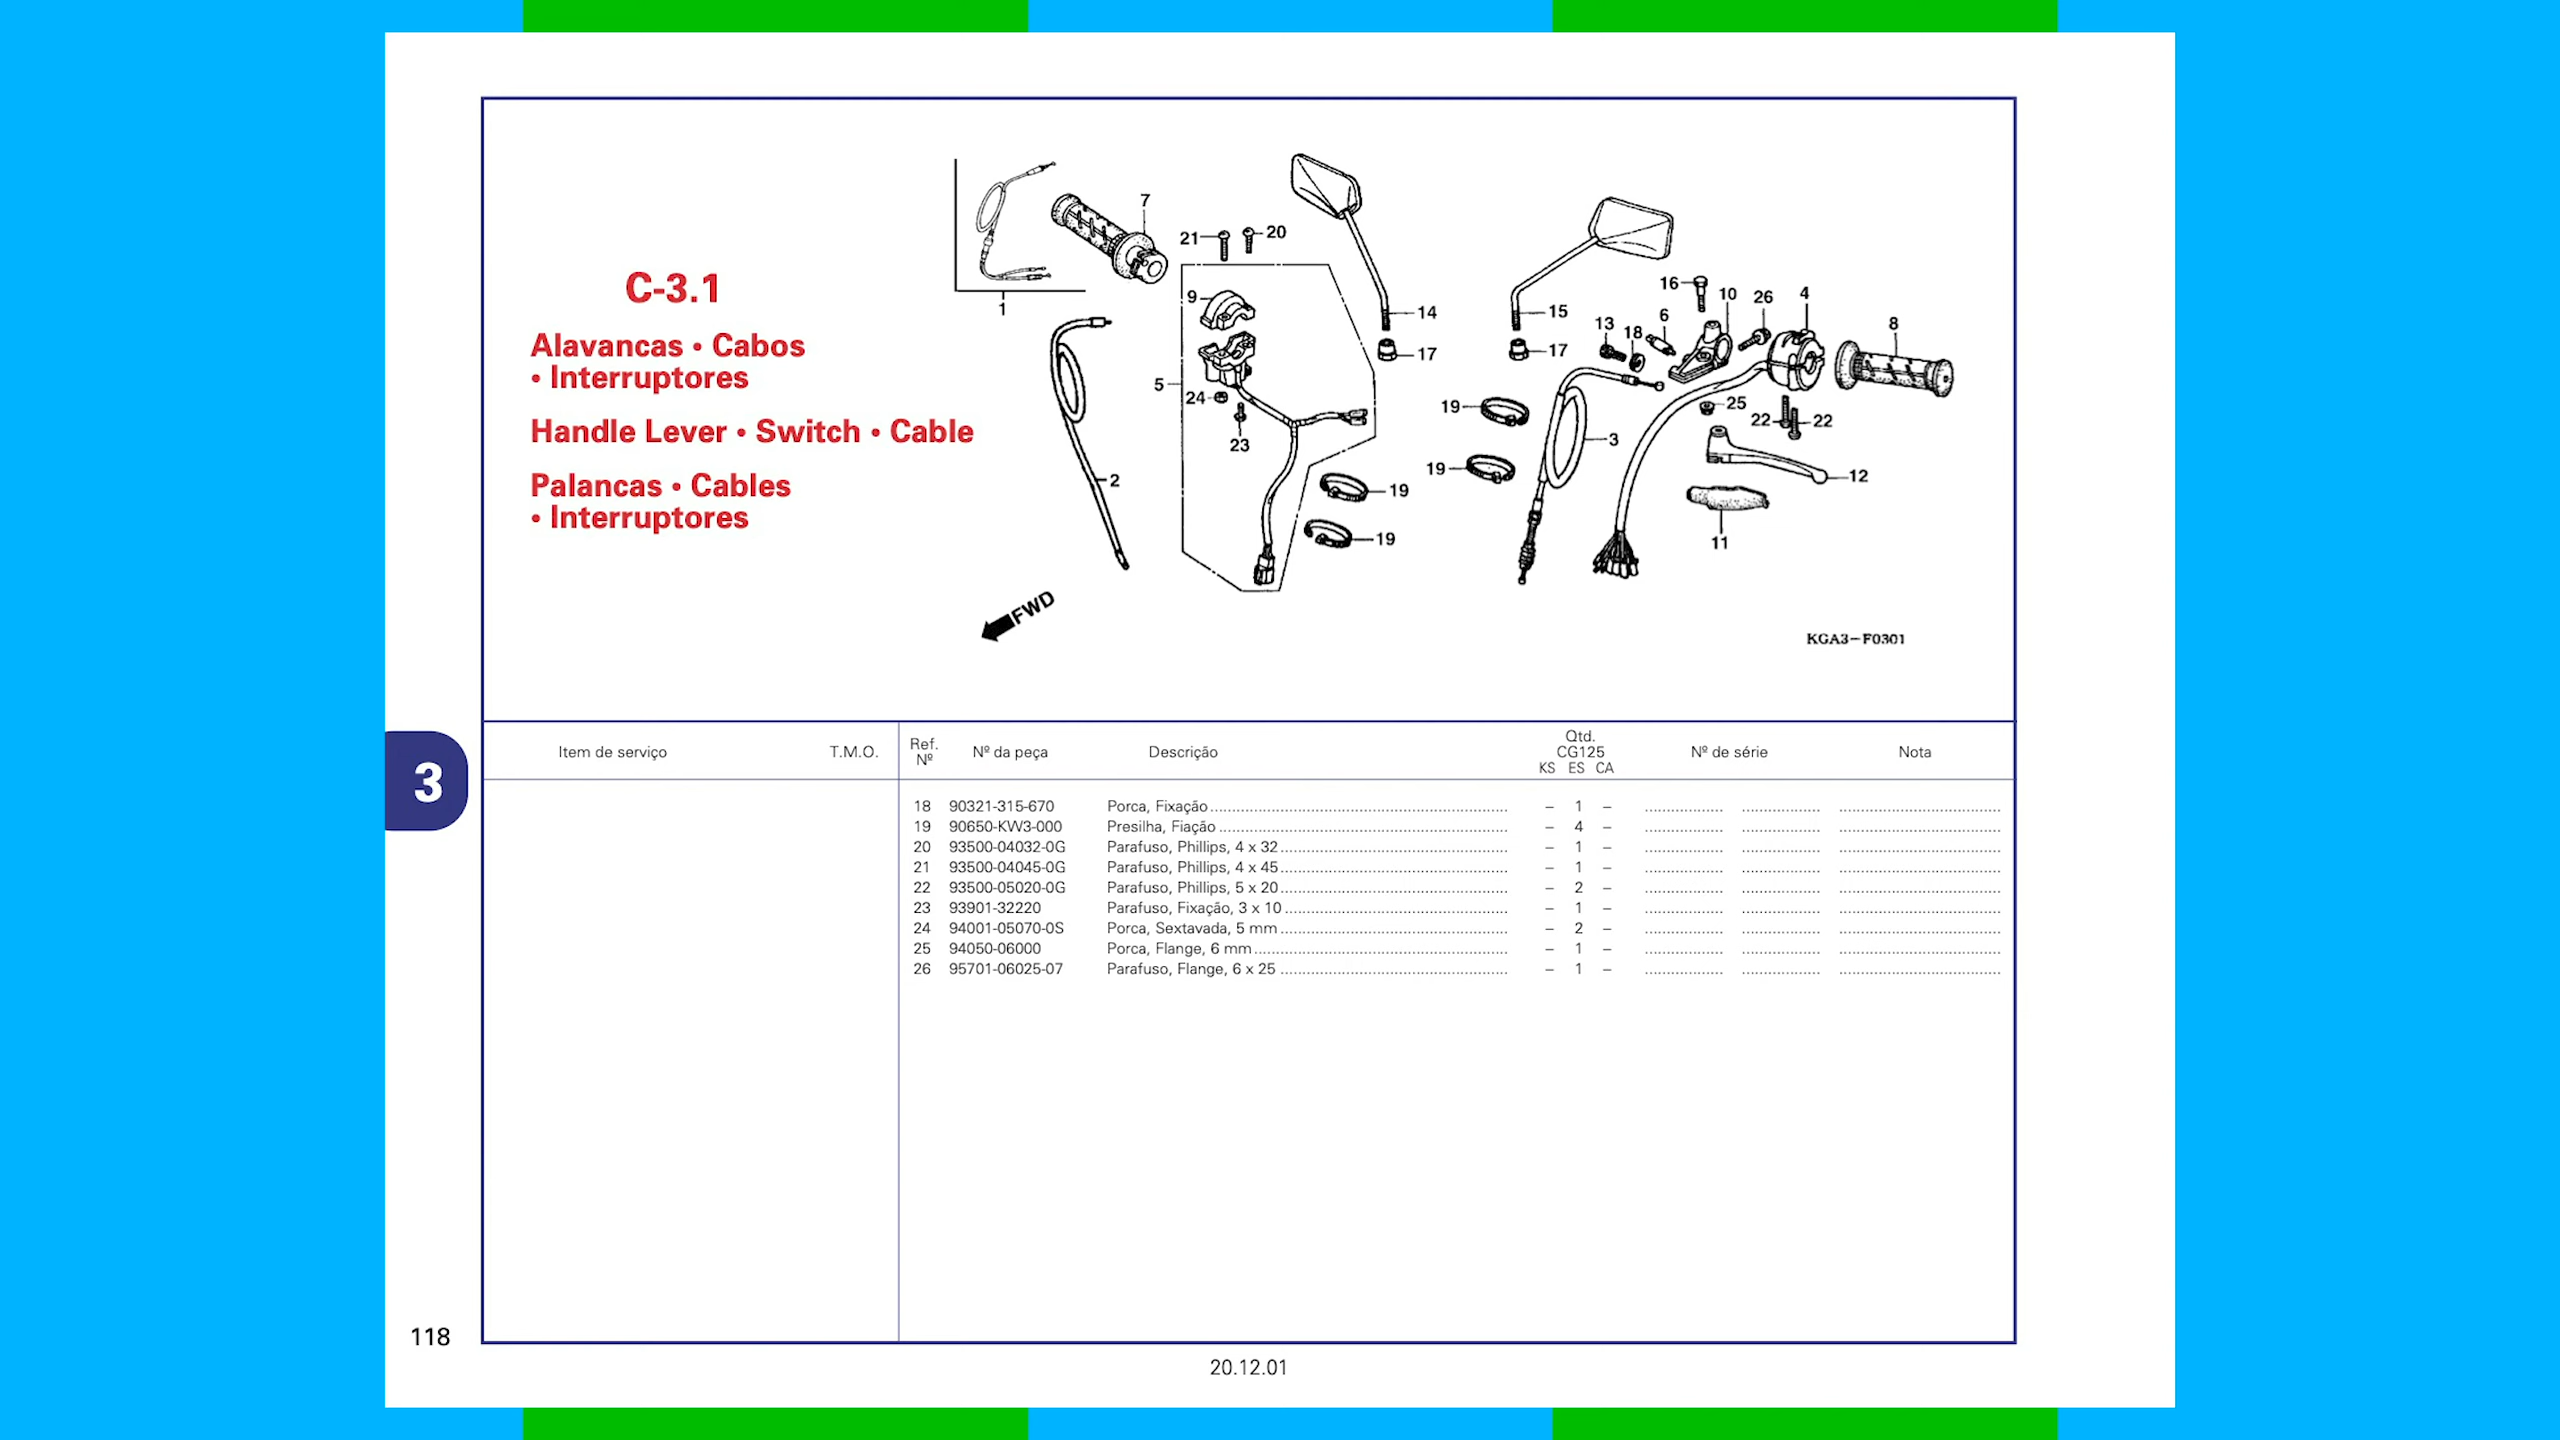 C-3.1
Alavancas • Cabos
• Interruptores
Handle Lever • Switch • Cable
Palancas • Cables
• Interruptores
1
7
21
20
9
5
24
23
2
14
17
15
17
19
19
19
19
16
10
26
4
13
18
6
8
25
22
22
3
12
11
FWD
KGA3-F0301
3
Item de serviço T.M.O. Ref. Nº Nº da peça Descrição Qtd. CG125 KS ES CA Nº de série Nota
18 90321-315-670 Porca, Fixação – 1 –
19 90650-KW3-000 Presilha, Fiação – 4 –
20 93500-04032-0G Parafuso, Phillips, 4 x 32 – 1 –
21 93500-04045-0G Parafuso, Phillips, 4 x 45 – 1 –
22 93500-05020-0G Parafuso, Phillips, 5 x 20 – 2 –
23 93901-32220 Parafuso, Fixação, 3 x 10 – 1 –
24 94001-05070-0S Porca, Sextavada, 5 mm – 2 –
25 94050-06000 Porca, Flange, 6 mm – 1 –
26 95701-06025-07 Parafuso, Flange, 6 x 25 – 1 –
118
20.12.01